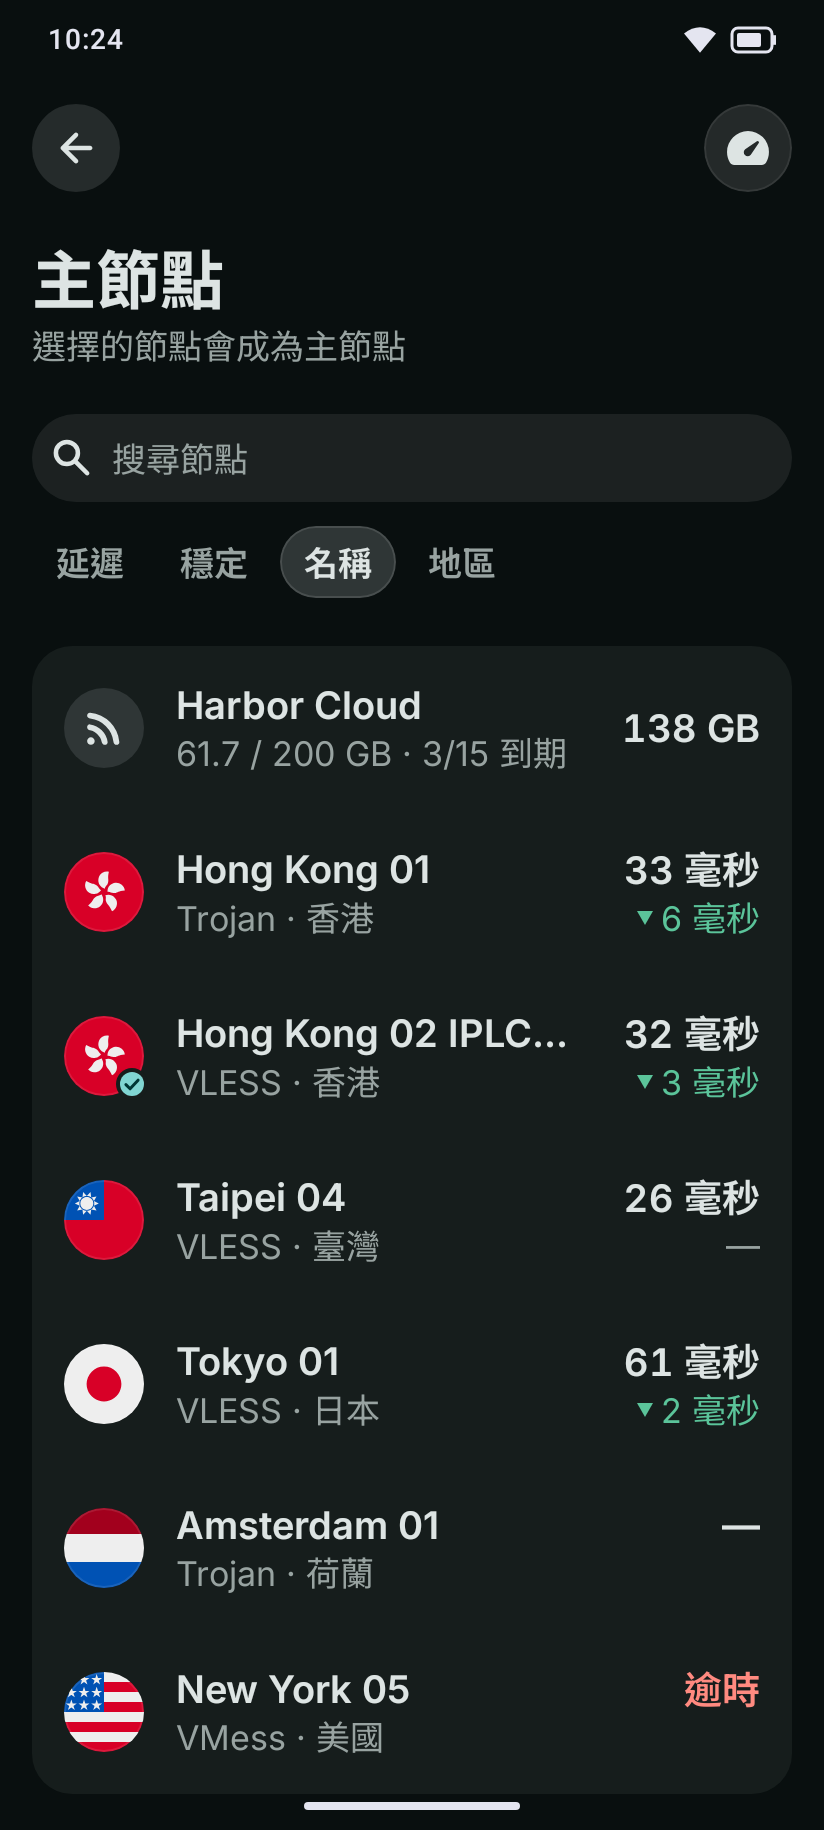 10:24
主節點
選擇的節點會成為主節點
搜尋節點
延遲 穩定 名稱 地區
Harbor Cloud
61.7 / 200 GB · 3/15 到期
138 GB
Hong Kong 01
Trojan · 香港
33 毫秒
▼6 毫秒
Hong Kong 02 IPLC...
VLESS · 香港
32 毫秒
▼3 毫秒
Taipei 04
VLESS · 臺灣
26 毫秒
—
Tokyo 01
VLESS · 日本
61 毫秒
▼2 毫秒
Amsterdam 01
Trojan · 荷蘭
—
New York 05
VMess · 美國
逾時